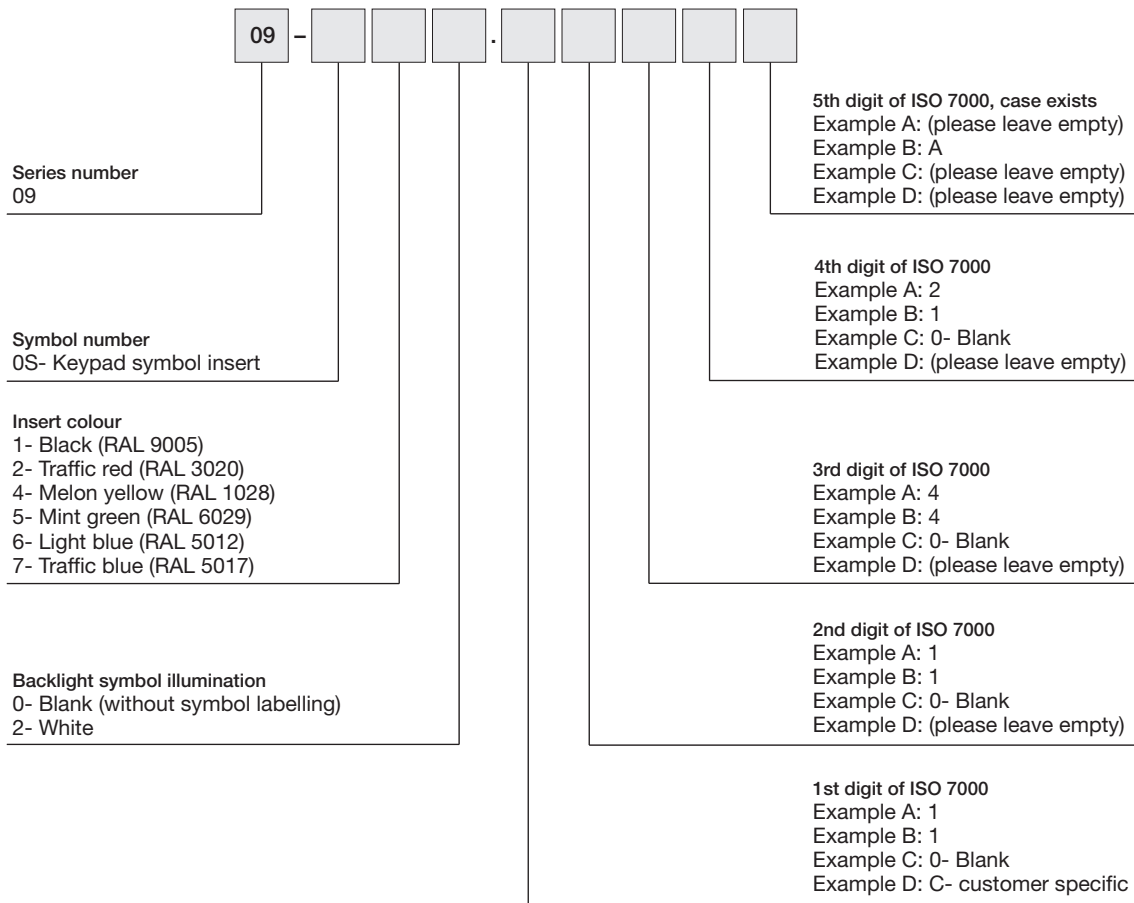 09 – .
Series number
09
Symbol number
0S- Keypad symbol insert
Insert colour
1- Black (RAL 9005)
2- Traffic red (RAL 3020)
4- Melon yellow (RAL 1028)
5- Mint green (RAL 6029)
6- Light blue (RAL 5012)
7- Traffic blue (RAL 5017)
Backlight symbol illumination
0- Blank (without symbol labelling)
2- White
5th digit of ISO 7000, case exists
Example A: (please leave empty)
Example B: A
Example C: (please leave empty)
Example D: (please leave empty)
4th digit of ISO 7000
Example A: 2
Example B: 1
Example C: 0- Blank
Example D: (please leave empty)
3rd digit of ISO 7000
Example A: 4
Example B: 4
Example C: 0- Blank
Example D: (please leave empty)
2nd digit of ISO 7000
Example A: 1
Example B: 1
Example C: 0- Blank
Example D: (please leave empty)
1st digit of ISO 7000
Example A: 1
Example B: 1
Example C: 0- Blank
Example D: C- customer specific